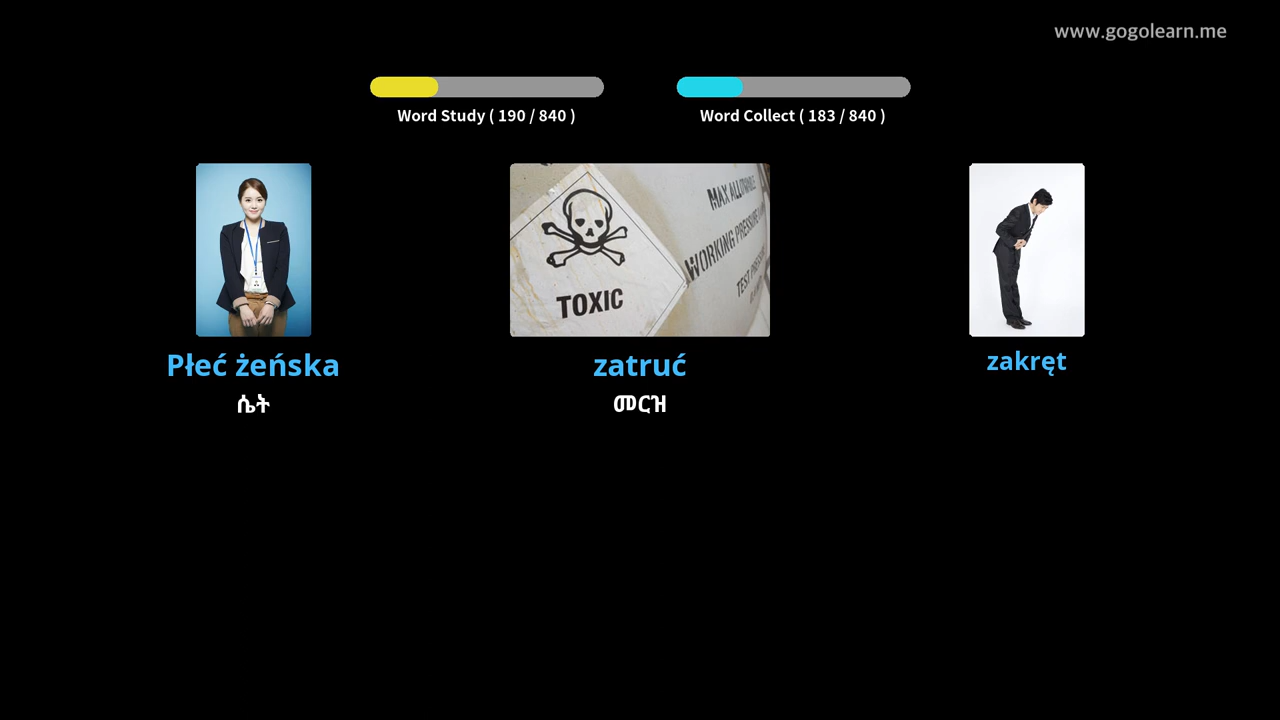 www.gogolearn.me
Word Study ( 190 / 840 )
Word Collect ( 183 / 840 )
TOXIC
MAX ALLOWABLE
WORKING PRESSURE
TEST PRESSURE
Płeć żeńska
zatruć
zakręt
ሴት
መርዝ